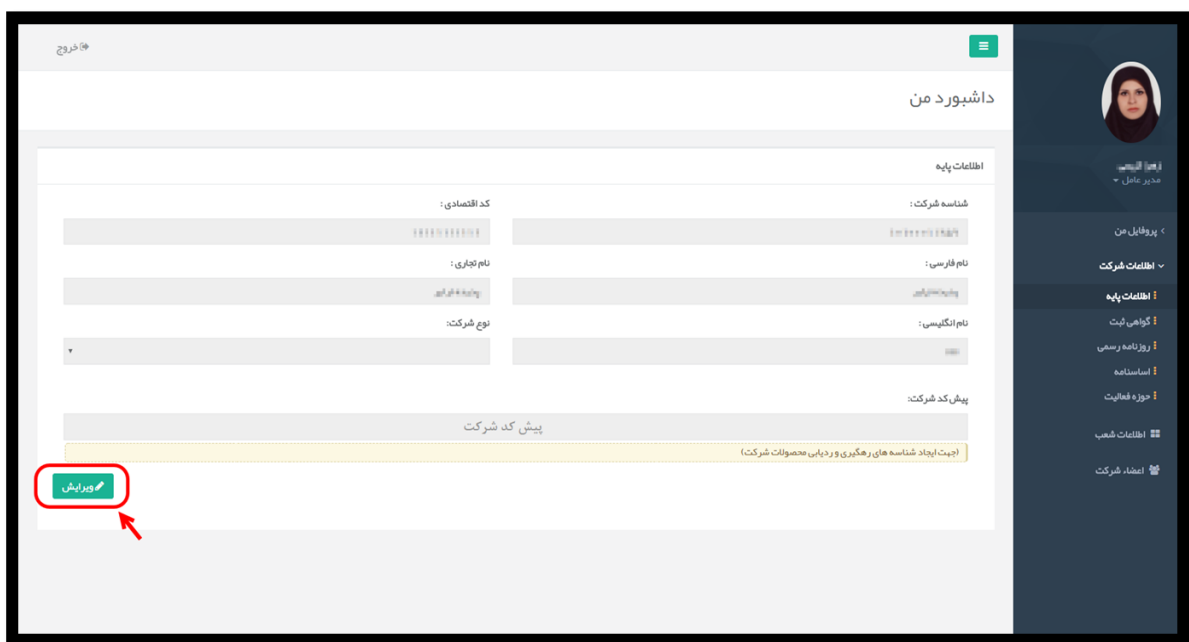 خروج
داشبورد من
اطلاعات پایه
شناسه شرکت :
کد اقتصادی :
نام فارسی :
نام تجاری :
نام انگلیسی :
نوع شرکت:
پیش کد شرکت:
پیش کد شرکت
(جهت ایجاد شناسه های رهگیری و ردیابی محصولات شرکت)
ویرایش
مدیر عامل
پروفایل من
اطلاعات شرکت
اطلاعات پایه
گواهی ثبت
روزنامه رسمی
اساسنامه
حوزه فعالیت
اطلاعات شعب
اعضاء شرکت